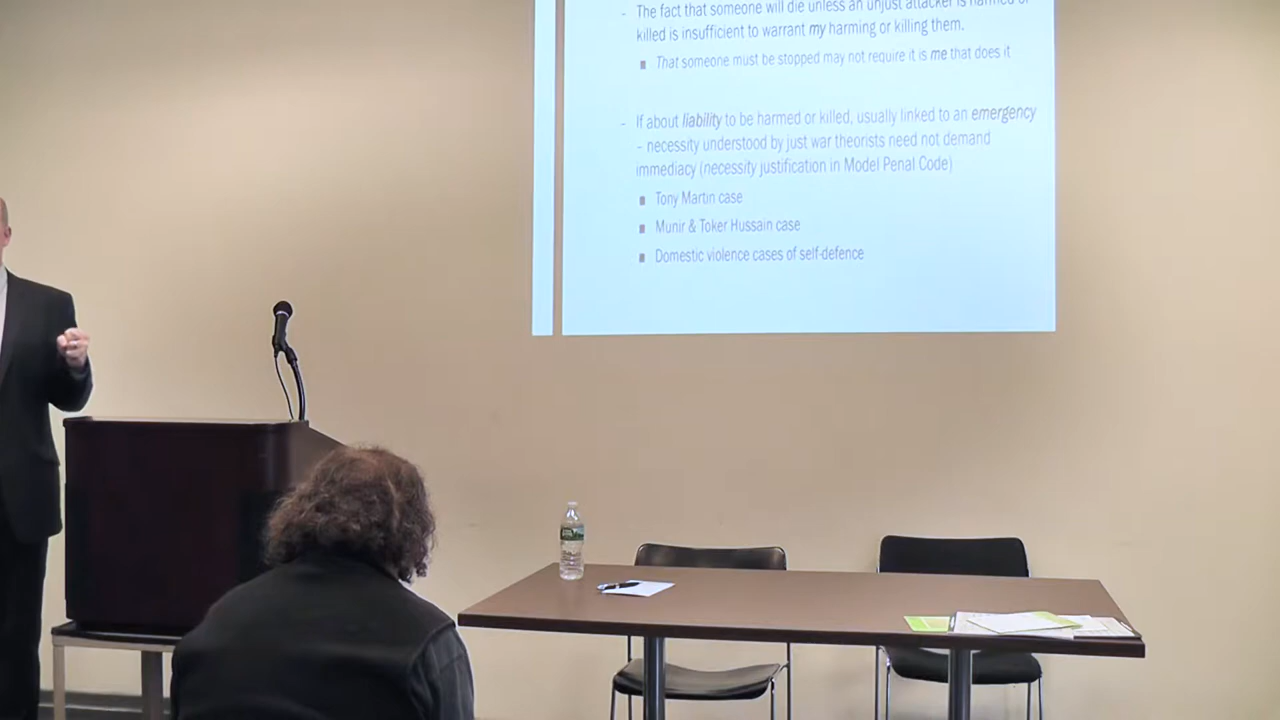 - The fact that someone will die unless an unjust attacker is harmed or
killed is insufficient to warrant my harming or killing them.
■ That someone must be stopped may not require it is me that does it
- If about liability to be harmed or killed, usually linked to an emergency
– necessity understood by just war theorists need not demand
immediacy (necessity justification in Model Penal Code)
■ Tony Martin case
■ Munir & Toker Hussain case
■ Domestic violence cases of self-defence